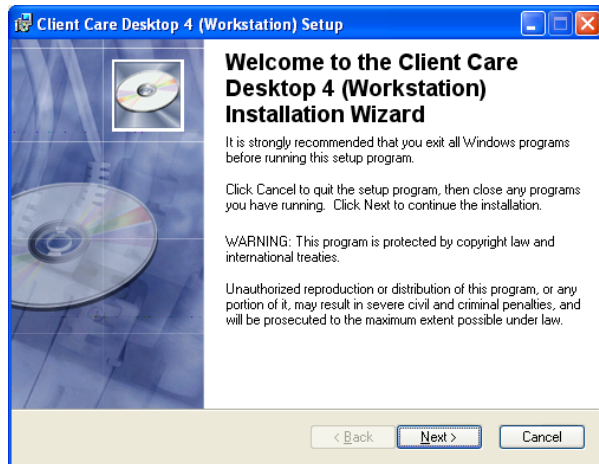 Client Care Desktop 4 (Workstation) Setup
Welcome to the Client Care
Desktop 4 (Workstation)
Installation Wizard
It is strongly recommended that you exit all Windows programs
before running this setup program.
Click Cancel to quit the setup program, then close any programs
you have running.  Click Next to continue the installation.
WARNING: This program is protected by copyright law and
international treaties.
Unauthorized reproduction or distribution of this program, or any
portion of it, may result in severe civil and criminal penalties, and
will be prosecuted to the maximum extent possible under law.
< Back Next > Cancel